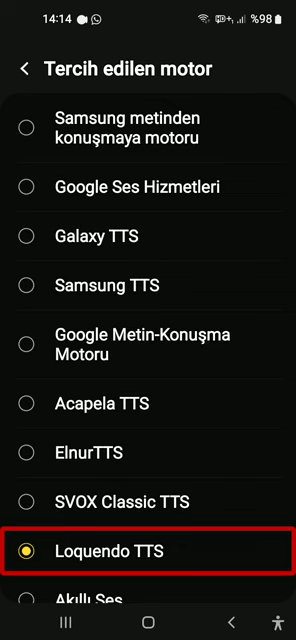 14:14 %98
Tercih edilen motor
Samsung metinden
konuşmaya motoru
Google Ses Hizmetleri
Galaxy TTS
Samsung TTS
Google Metin-Konuşma
Motoru
Acapela TTS
ElnurTTS
SVOX Classic TTS
Loquendo TTS
Akıllı Ses